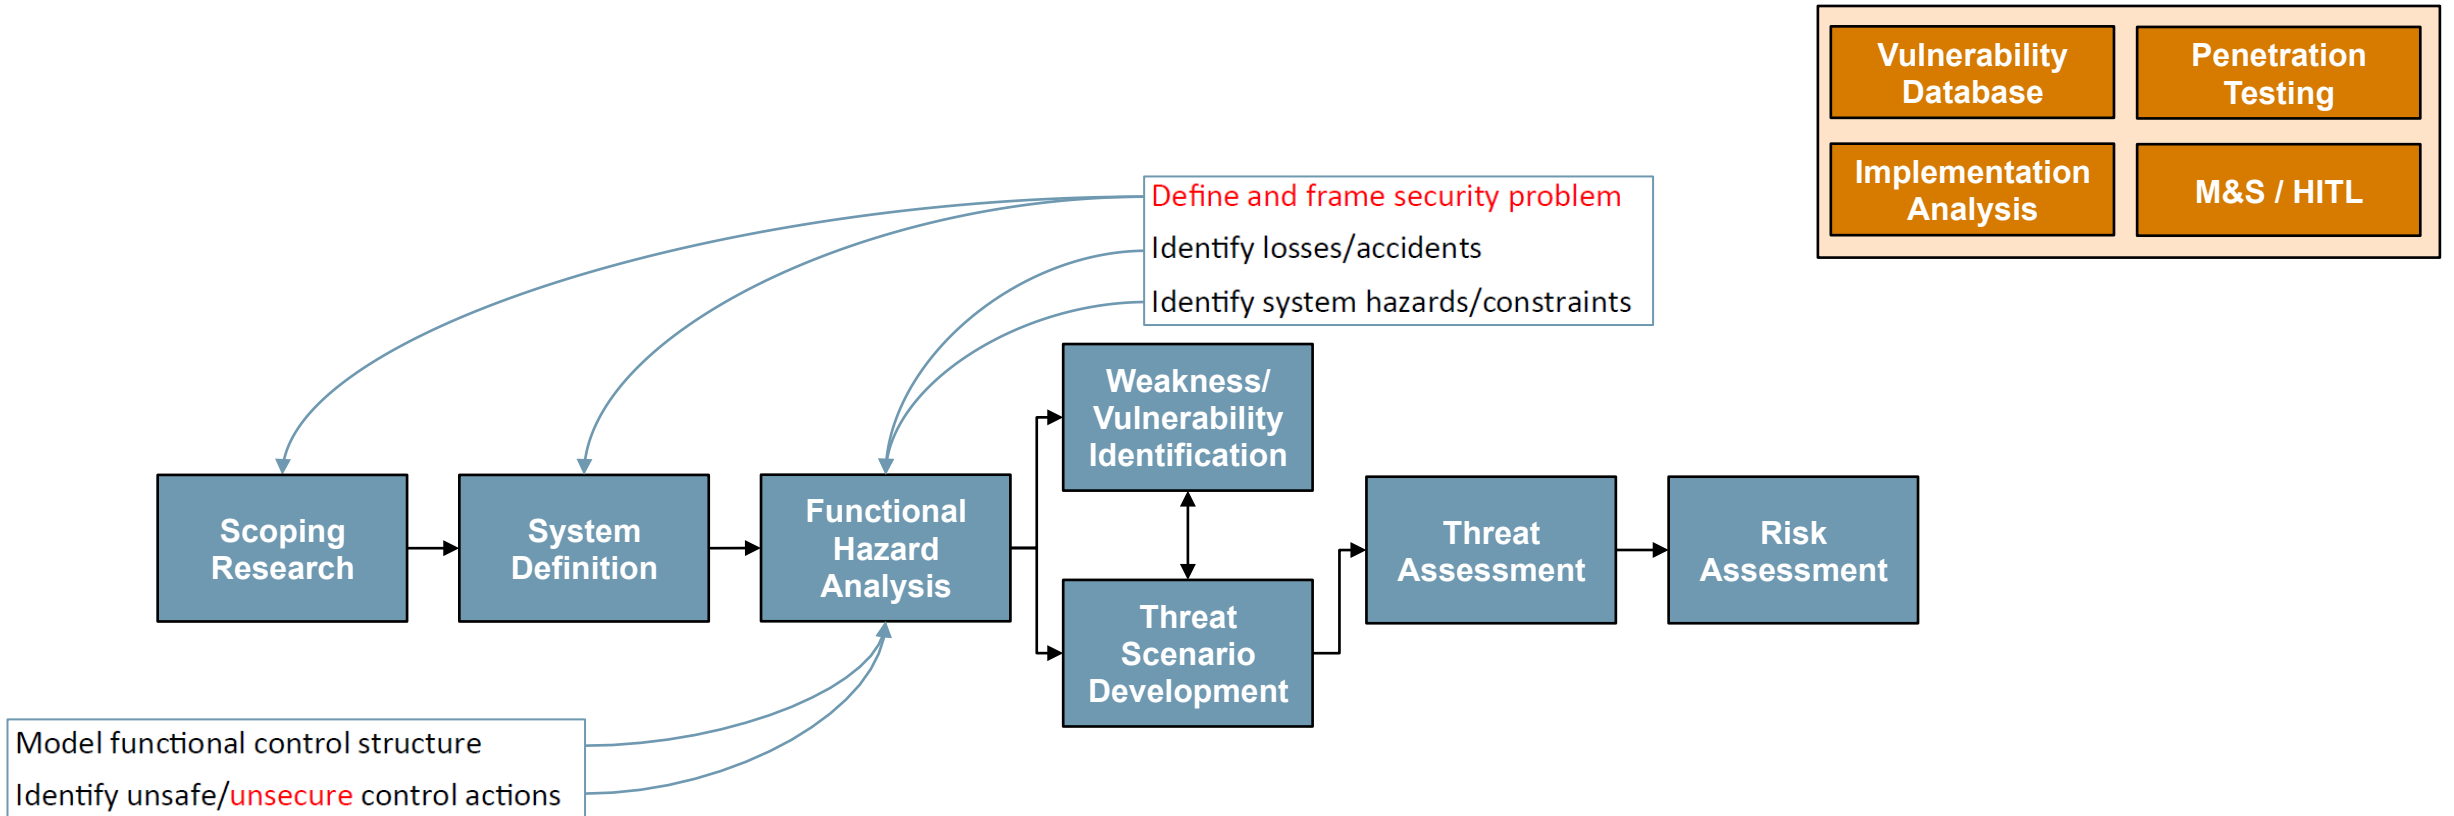 Vulnerability
Database
Penetration
Testing
Implementation
Analysis
M&S / HITL
Define and frame security problem
Identify losses/accidents
Identify system hazards/constraints
Weakness/
Vulnerability
Identification
Scoping
Research
System
Definition
Functional
Hazard
Analysis
Threat
Scenario
Development
Threat
Assessment
Risk
Assessment
Model functional control structure
Identify unsafe/unsecure control actions